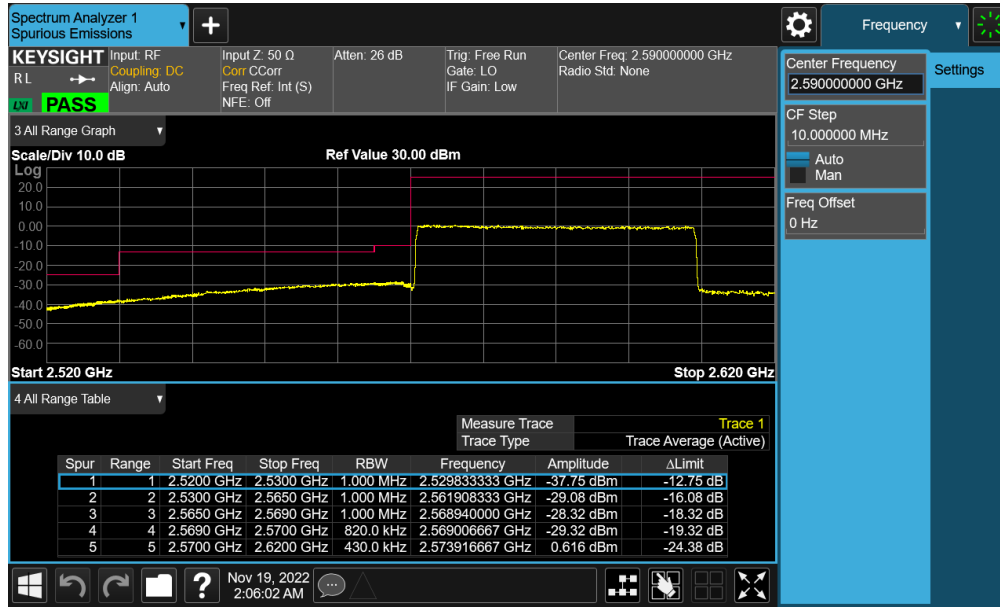 Spectrum Analyzer 1
Spurious Emissions
+
Frequency
KEYSIGHT
RL
LXI
PASS
Input: RF
Coupling: DC
Align: Auto
Input Z: 50 Ω
Corr CCorr
Freq Ref: Int (S)
NFE: Off
Atten: 26 dB
Trig: Free Run
Gate: LO
IF Gain: Low
Center Freq: 2.590000000 GHz
Radio Std: None
Center Frequency
2.590000000 GHz
Settings
CF Step
10.000000 MHz
Auto
Man
Freq Offset
0 Hz
3 All Range Graph
Scale/Div 10.0 dB
Ref Value 30.00 dBm
Log
20.0
10.0
0.00
-10.0
-20.0
-30.0
-40.0
-50.0
-60.0
Start 2.520 GHz
Stop 2.620 GHz
4 All Range Table
Measure Trace Trace 1
Trace Type Trace Average (Active)
Spur Range Start Freq Stop Freq RBW Frequency Amplitude ΔLimit
1 1 2.5200 GHz 2.5300 GHz 1.000 MHz 2.529833333 GHz -37.75 dBm -12.75 dB
2 2 2.5300 GHz 2.5650 GHz 1.000 MHz 2.561908333 GHz -29.08 dBm -16.08 dB
3 3 2.5650 GHz 2.5690 GHz 1.000 MHz 2.568940000 GHz -28.32 dBm -18.32 dB
4 4 2.5690 GHz 2.5700 GHz 820.0 kHz 2.569006667 GHz -29.32 dBm -19.32 dB
5 5 2.5700 GHz 2.6200 GHz 430.0 kHz 2.573916667 GHz 0.616 dBm -24.38 dB
?
Nov 19, 2022
2:06:02 AM